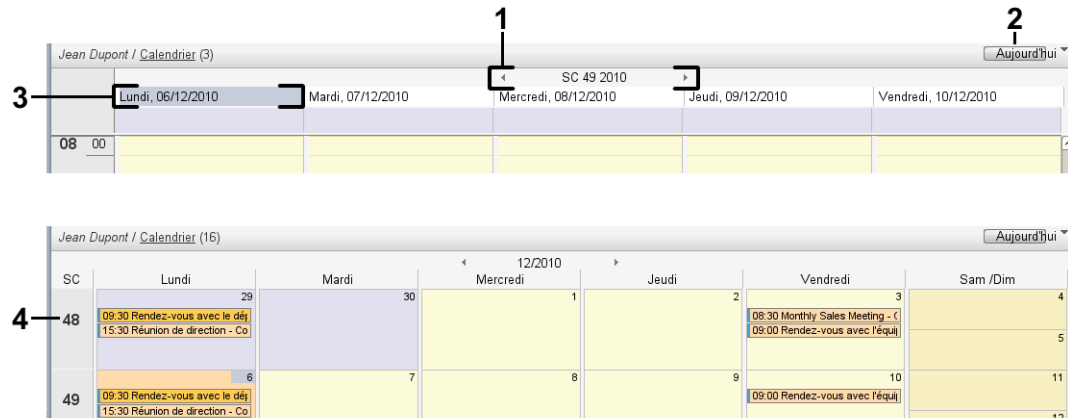 1
2
Jean Dupont / Calendrier (3)
Aujourd'hui
SC 49 2010
3
Lundi, 06/12/2010
Mardi, 07/12/2010
Mercredi, 08/12/2010
Jeudi, 09/12/2010
Vendredi, 10/12/2010
08 00
Jean Dupont / Calendrier (16)
Aujourd'hui
12/2010
SC
Lundi
Mardi
Mercredi
Jeudi
Vendredi
Sam /Dim
4
48
29
30
1
2
3
4
09:30 Rendez-vous avec le dé
08:30 Monthly Sales Meeting - (
15:30 Réunion de direction - Co
09:00 Rendez-vous avec l'équi
5
49
6
7
8
9
10
11
09:30 Rendez-vous avec le dé
09:00 Rendez-vous avec l'équi
15:30 Réunion de direction - Co
12